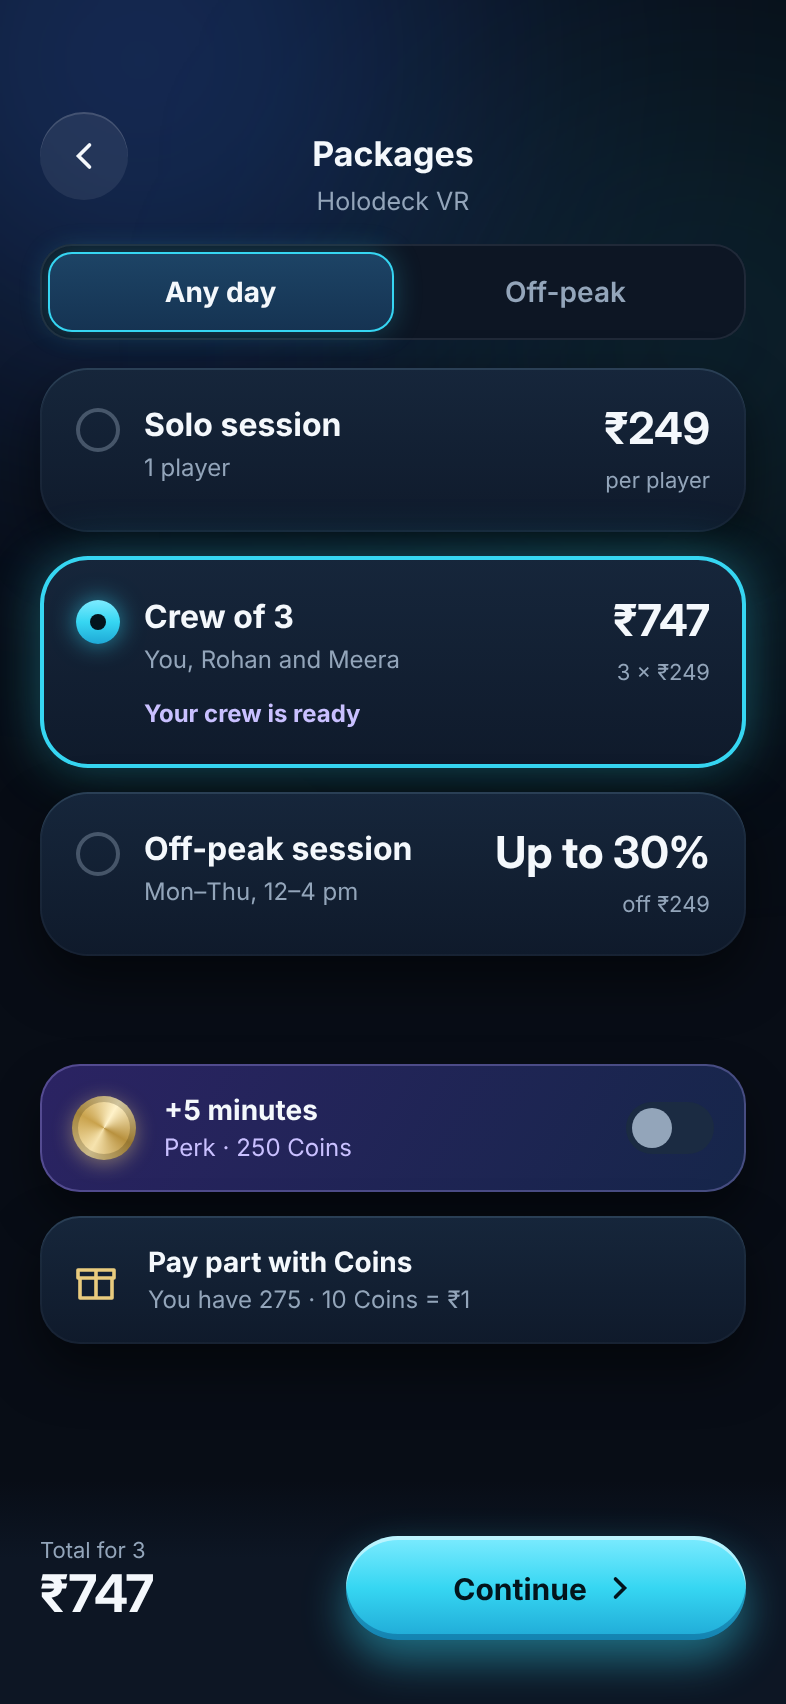 Packages
Holodeck VR
Any day
Off-peak
Solo session
₹249
1 player
per player
Crew of 3
₹747
You, Rohan and Meera
3 × ₹249
Your crew is ready
Off-peak session
Up to 30%
Mon–Thu, 12–4 pm
off ₹249
+5 minutes
Perk · 250 Coins
Pay part with Coins
You have 275 · 10 Coins = ₹1
Total for 3
₹747
Continue